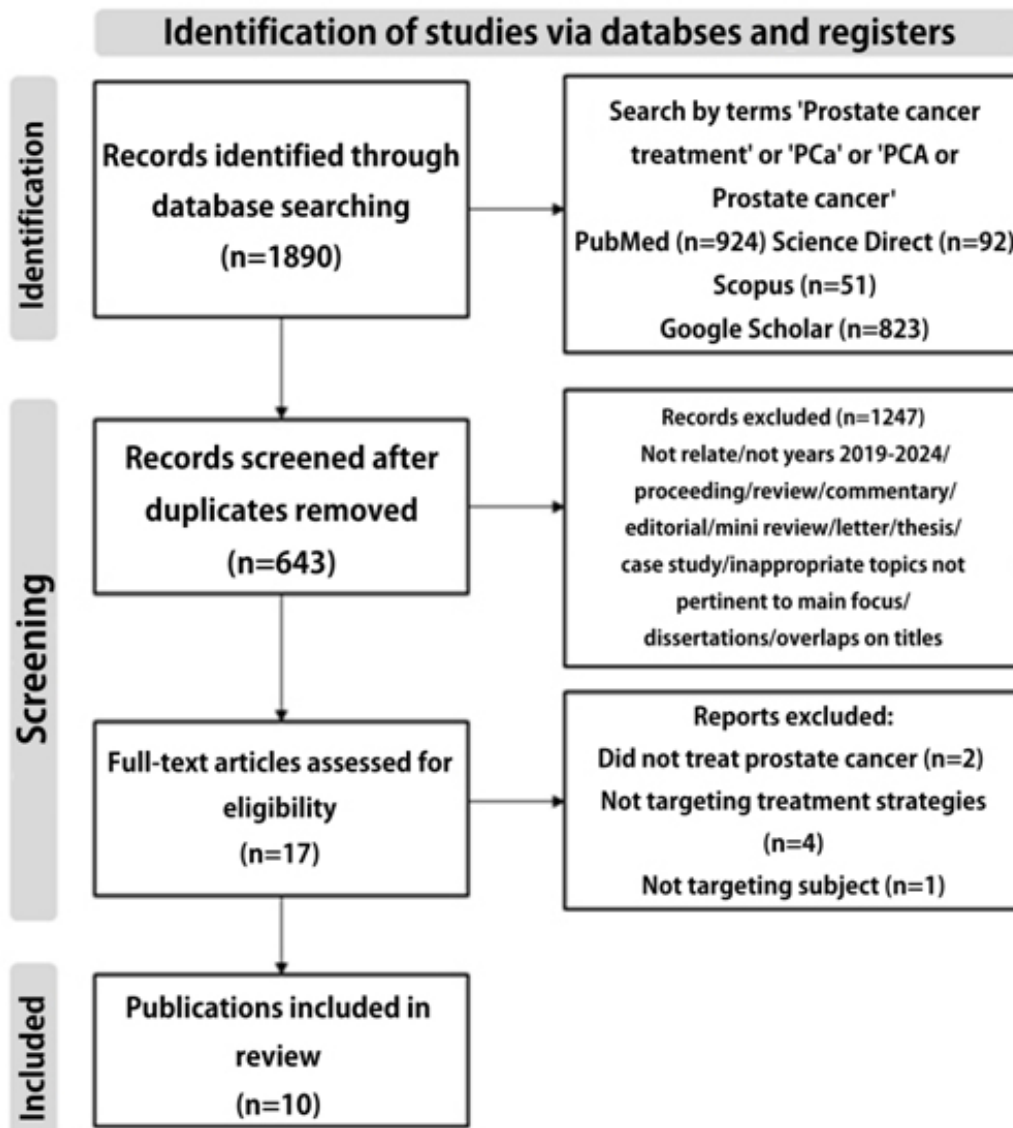 Identification of studies via databses and registers
Identification
Records identified through
database searching
(n=1890)
Search by terms 'Prostate cancer
treatment' or 'PCa' or 'PCA or
Prostate cancer'
PubMed (n=924) Science Direct (n=92)
Scopus (n=51)
Google Scholar (n=823)
Screening
Records screened after
duplicates removed
(n=643)
Records excluded (n=1247)
Not relate/not years 2019-2024/
proceeding/review/commentary/
editorial/mini review/letter/thesis/
case study/inappropriate topics not
pertinent to main focus/
dissertations/overlaps on titles
Full-text articles assessed for
eligibility
(n=17)
Reports excluded:
Did not treat prostate cancer (n=2)
Not targeting treatment strategies
(n=4)
Not targeting subject (n=1)
Included
Publications included in
review
(n=10)